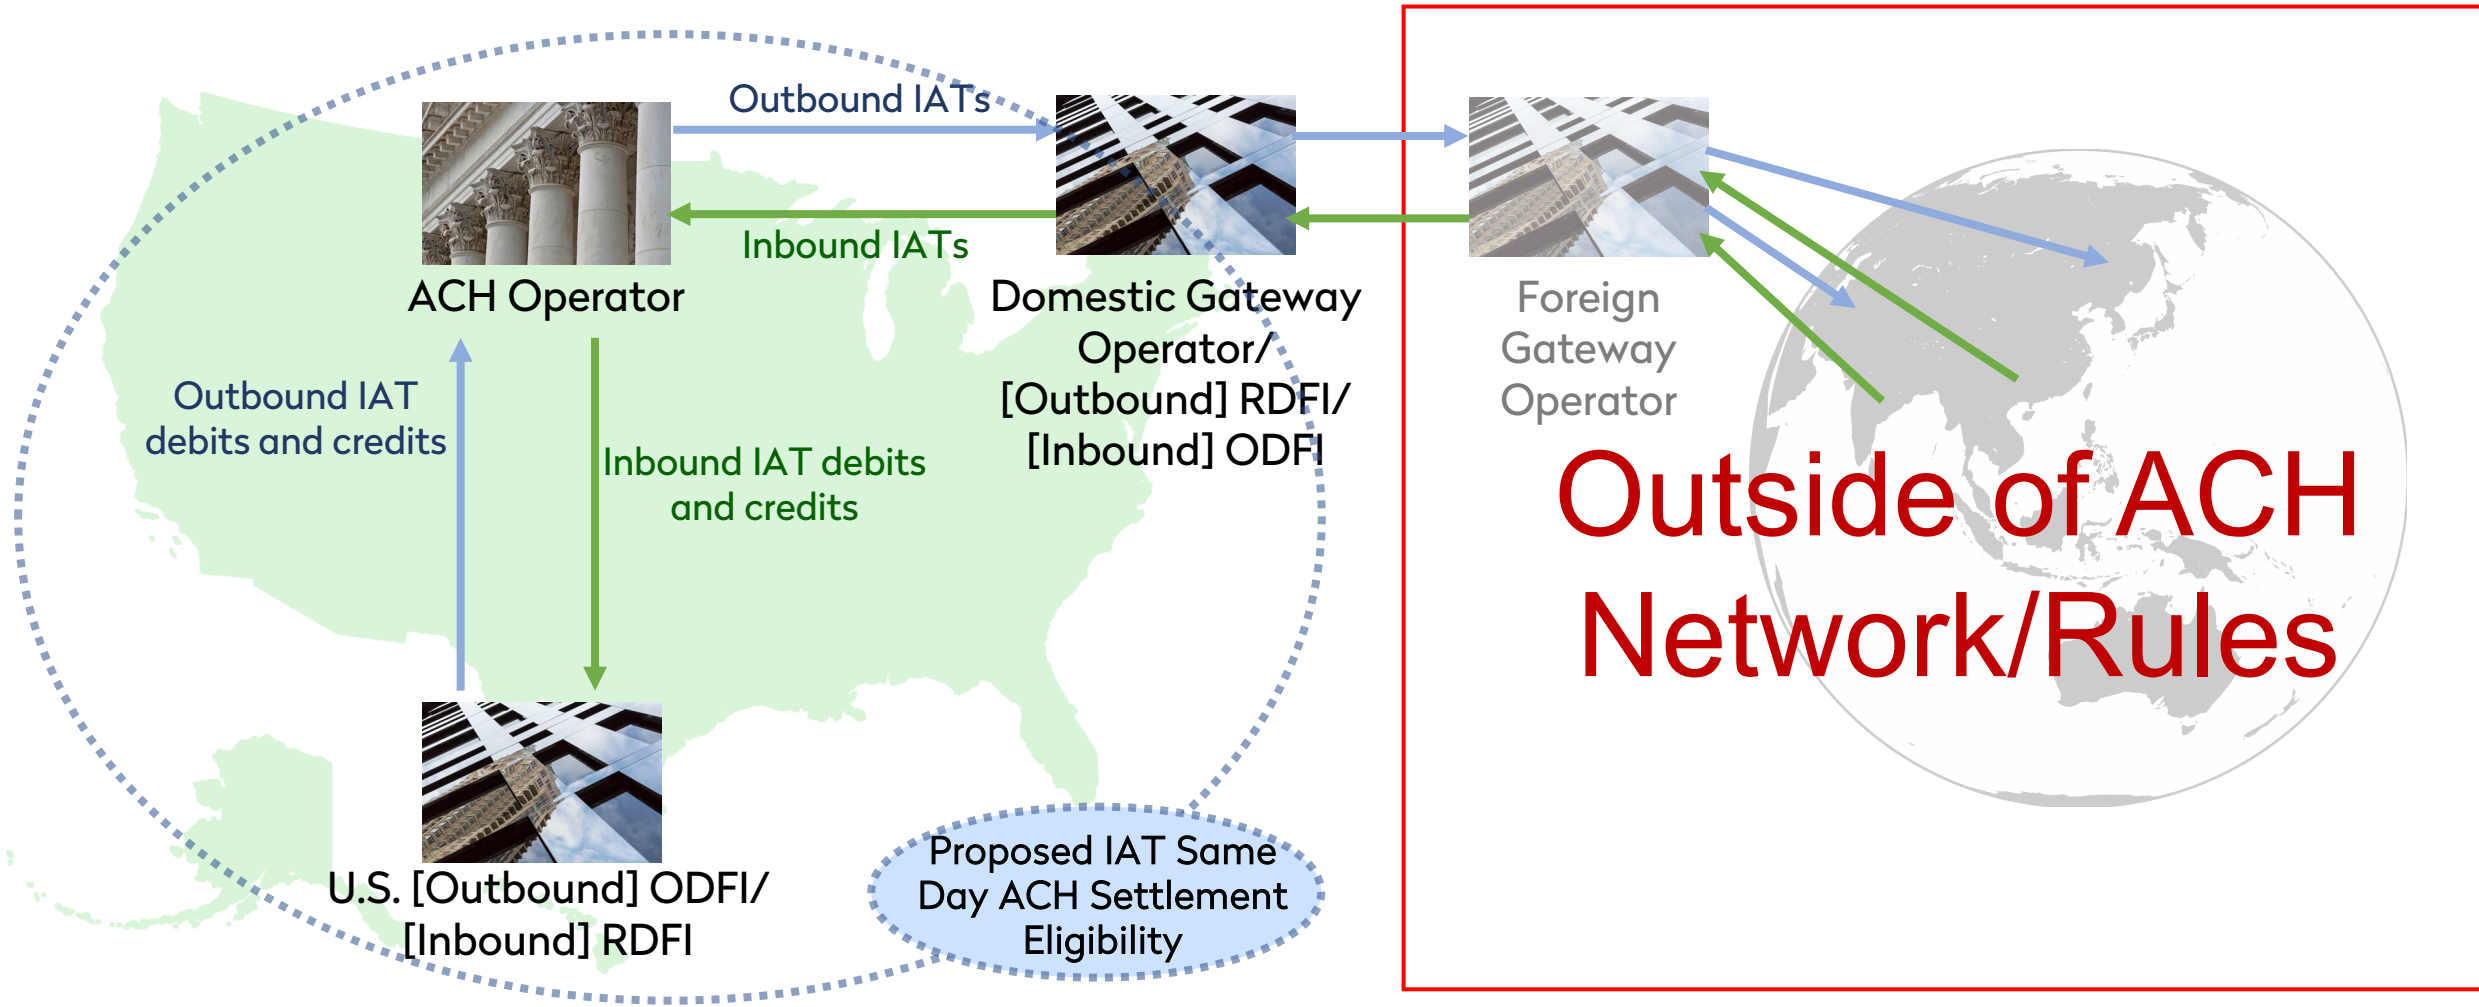 Outbound IATs
Inbound IATs
ACH Operator
Domestic Gateway
Operator/
[Outbound] RDFI/
[Inbound] ODFI
Foreign
Gateway
Operator
Outbound IAT
debits and credits
Inbound IAT debits
and credits
Outside of ACH
Network/Rules
U.S. [Outbound] ODFI/
[Inbound] RDFI
Proposed IAT Same
Day ACH Settlement
Eligibility